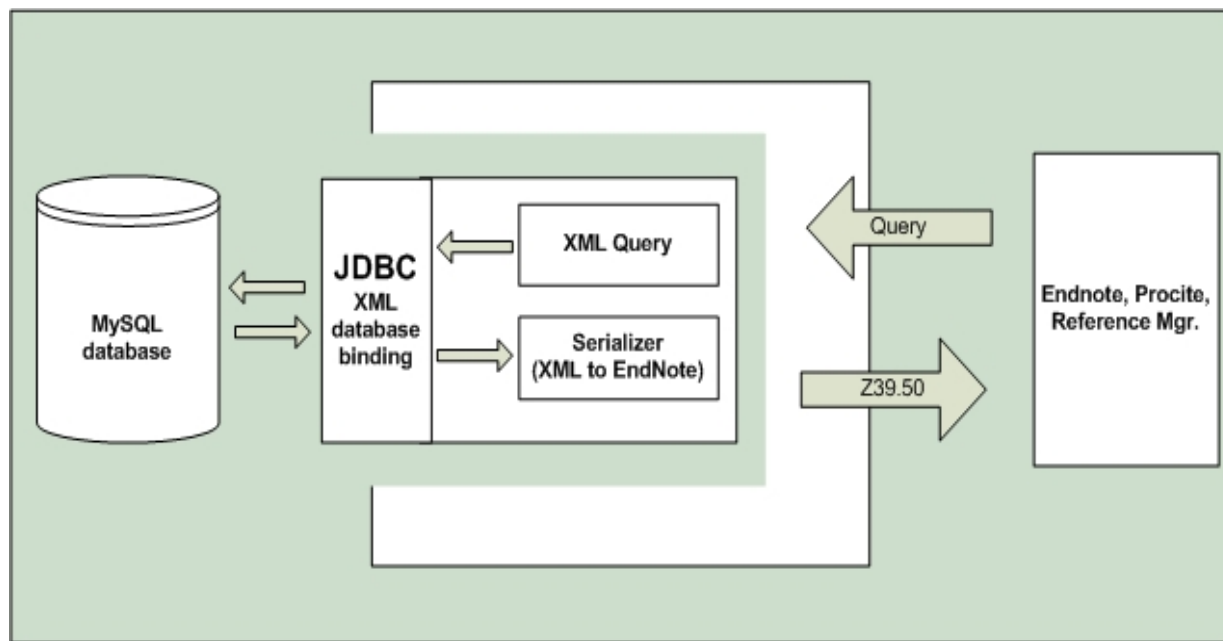 MySQL
database
JDBC
XML
database
binding
XML Query
Serializer
(XML to EndNote)
Query
Z39.50
Endnote, Procite,
Reference Mgr.